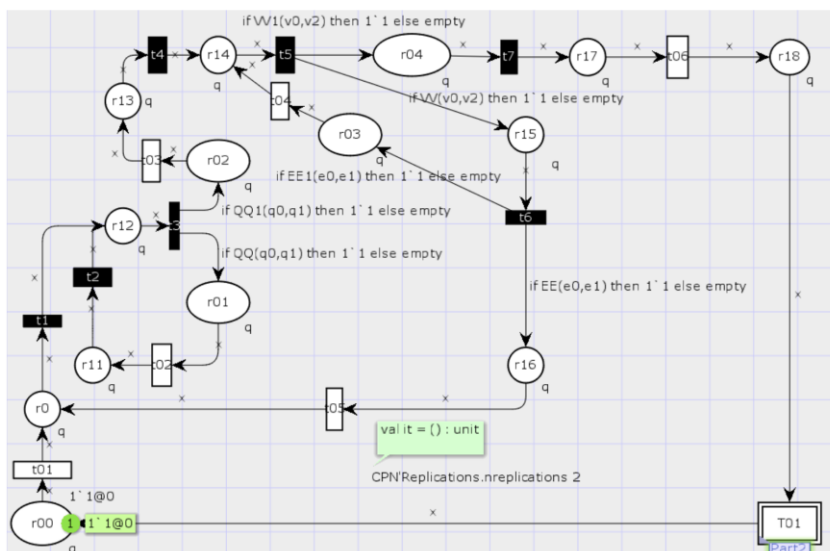 if W1(v0,v2) then 1`1 else empty
t4
x
r14
x
t5
r04
x
t7
x
r17
x
t06
x
r18
q
q
q
q
q
x
x
t04
x
if W(v0,v2) then 1`1 else empty
r13
q
r03
r15
q
x
t03
x
r02
q
x
if EE1(e0,e1) then 1`1 else empty
r12
x
t3
if QQ1(q0,q1) then 1`1 else empty
t6
q
x
if QQ(q0,q1) then 1`1 else empty
x
t2
if EE(e0,e1) then 1`1 else empty
x
r01
q
t1
x
x
x
r11
x
t02
q
r16
q
x
x
r0
t05
q
val it = () : unit
x
t01
CPN'Replications.nreplications 2
x
1`1@0
r00
1
1`1@0
x
T01
q
Part2